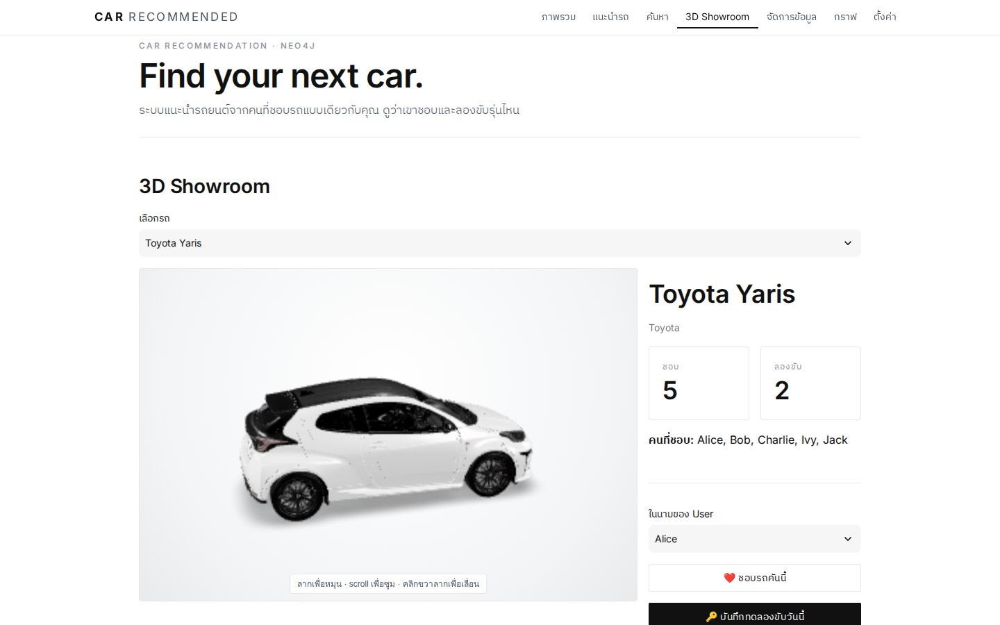 CAR RECOMMENDED
ภาพรวม
แนะนำรถ
ค้นหา
3D Showroom
จัดการข้อมูล
กราฟ
ตั้งค่า
CAR RECOMMENDATION · NEO4J
Find your next car.
ระบบแนะนำรถยนต์จากคนที่ชอบรถแบบเดียวกับคุณ ดูว่าเขาชอบและลองขับรุ่นไหน
3D Showroom
เลือกรถ
Toyota Yaris
ลากเพื่อหมุน · scroll เพื่อซูม · คลิกขวาลากเพื่อเลื่อน
Toyota Yaris
Toyota
ชอบ
5
ลองขับ
2
คนที่ชอบ: Alice, Bob, Charlie, Ivy, Jack
ในนามของ User
Alice
❤️ ชอบรถคันนี้
🔑 บันทึกทดลองขับวันนี้